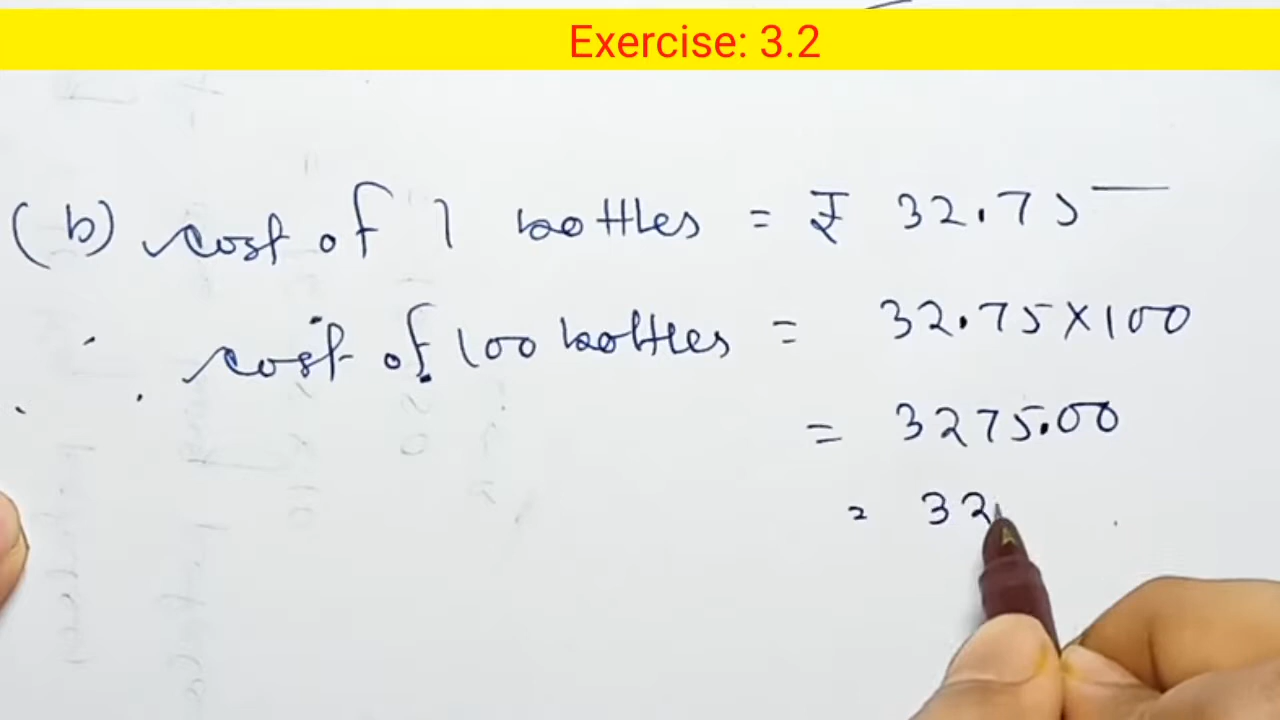 Exercise: 3.2
(b) cost of 1 bottles = ₹ 32.75
cost of 100 bottles = 32.75×100
= 3275.00
= 32